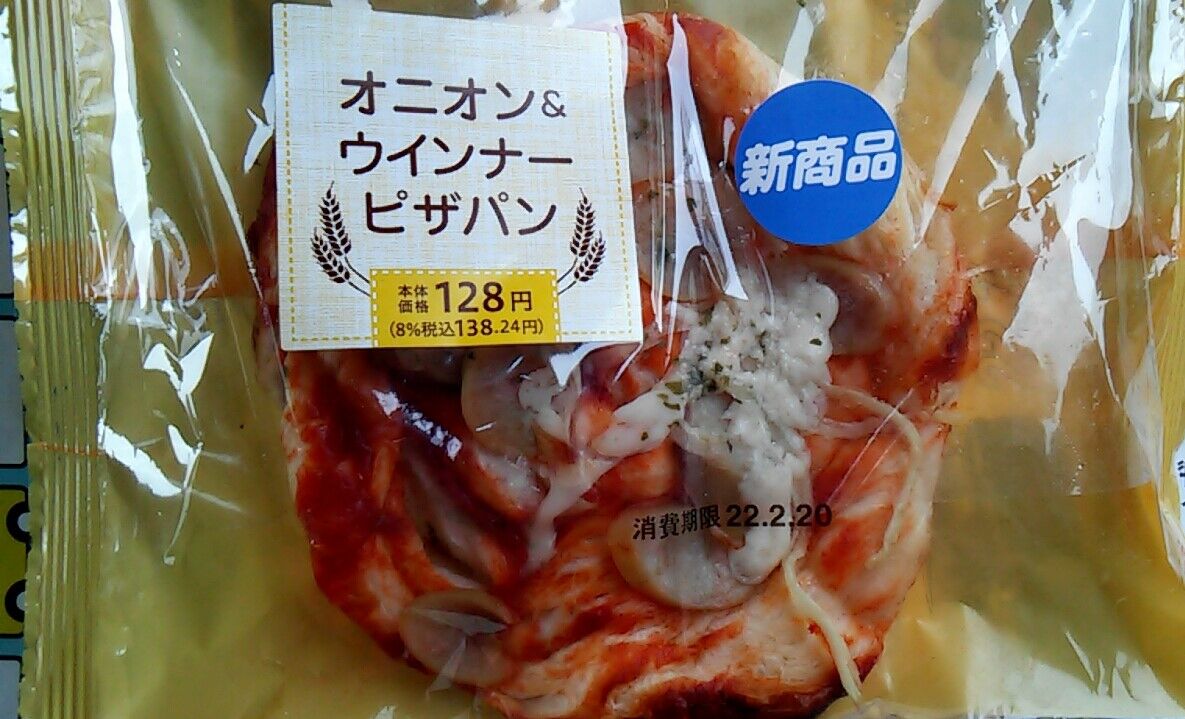 オニオン&
ウインナー
ピザパン
本体
価格 128円
(8%税込138.24円)
新商品
消費期限 22.2.20